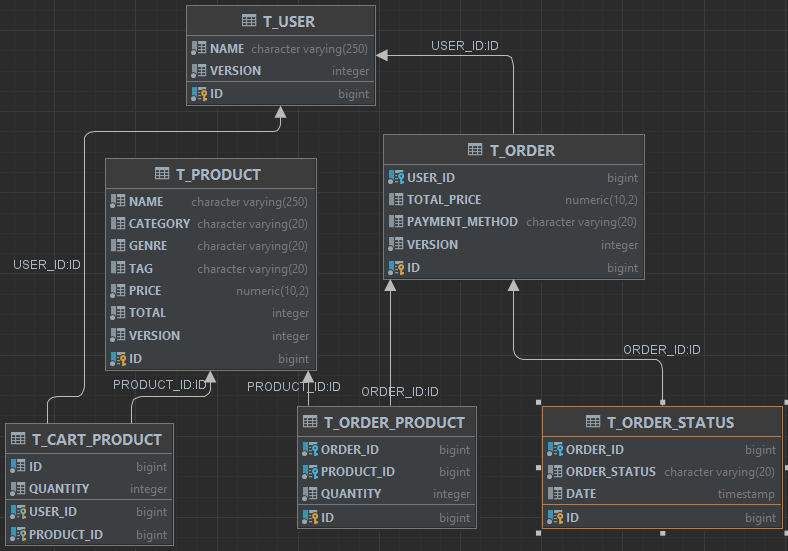 T_USER
NAME character varying(250)
VERSION integer
ID bigint
USER_ID:ID
T_ORDER
USER_ID bigint
TOTAL_PRICE numeric(10,2)
PAYMENT_METHOD character varying(20)
VERSION integer
ID bigint
T_PRODUCT
NAME character varying(250)
CATEGORY character varying(20)
GENRE character varying(20)
TAG character varying(20)
PRICE numeric(10,2)
TOTAL integer
VERSION integer
ID bigint
USER_ID:ID
PRODUCT_ID:ID
PRODUCT_ID:ID
ORDER_ID:ID
ORDER_ID:ID
T_CART_PRODUCT
ID bigint
QUANTITY integer
USER_ID bigint
PRODUCT_ID bigint
T_ORDER_PRODUCT
ORDER_ID bigint
PRODUCT_ID bigint
QUANTITY integer
ID bigint
T_ORDER_STATUS
ORDER_ID bigint
ORDER_STATUS character varying(20)
DATE timestamp
ID bigint